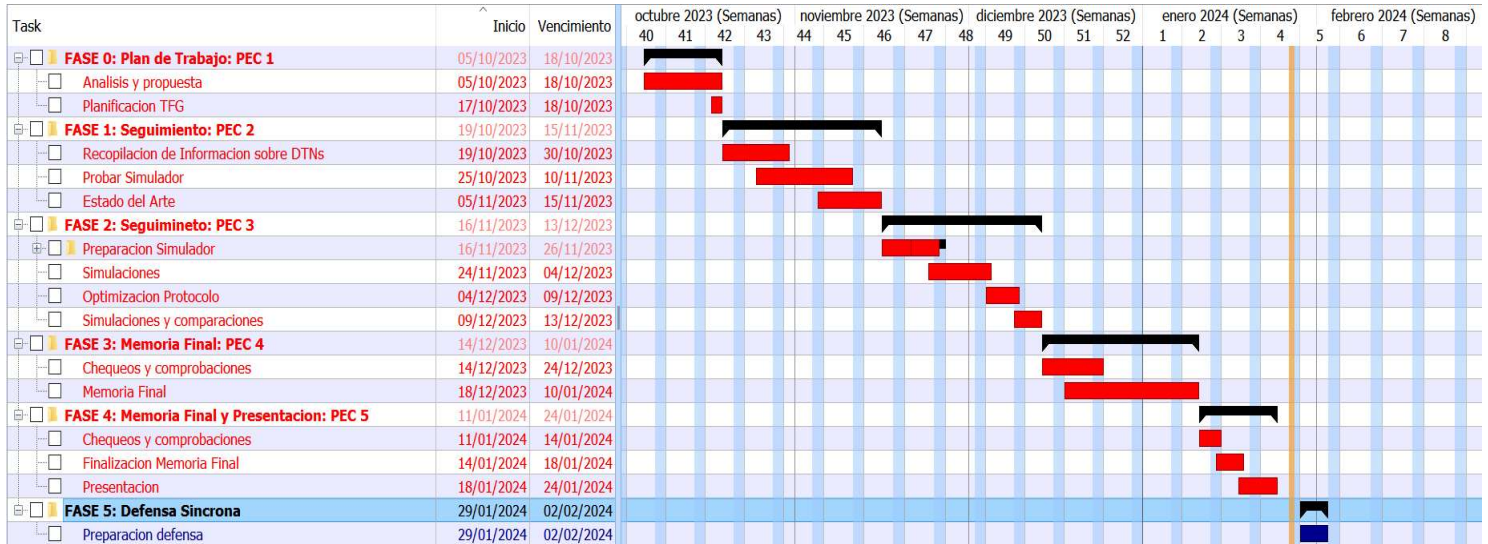 Task Inicio Vencimiento octubre 2023 (Semanas) noviembre 2023 (Semanas) diciembre 2023 (Semanas) enero 2024 (Semanas) febrero 2024 (Semanas)
40 41 42 43 44 45 46 47 48 49 50 51 52 1 2 3 4 5 6 7 8
FASE 0: Plan de Trabajo: PEC 1 05/10/2023 18/10/2023
Analisis y propuesta 05/10/2023 18/10/2023
Planificacion TFG 17/10/2023 18/10/2023
FASE 1: Seguimiento: PEC 2 19/10/2023 15/11/2023
Recopilacion de Informacion sobre DTNs 19/10/2023 30/10/2023
Probar Simulador 25/10/2023 10/11/2023
Estado del Arte 05/11/2023 15/11/2023
FASE 2: Seguimineto: PEC 3 16/11/2023 13/12/2023
Preparacion Simulador 16/11/2023 26/11/2023
Simulaciones 24/11/2023 04/12/2023
Optimizacion Protocolo 04/12/2023 09/12/2023
Simulaciones y comparaciones 09/12/2023 13/12/2023
FASE 3: Memoria Final: PEC 4 14/12/2023 10/01/2024
Chequeos y comprobaciones 14/12/2023 24/12/2023
Memoria Final 18/12/2023 10/01/2024
FASE 4: Memoria Final y Presentacion: PEC 5 11/01/2024 24/01/2024
Chequeos y comprobaciones 11/01/2024 14/01/2024
Finalizacion Memoria Final 14/01/2024 18/01/2024
Presentacion 18/01/2024 24/01/2024
FASE 5: Defensa Sincrona 29/01/2024 02/02/2024
Preparacion defensa 29/01/2024 02/02/2024